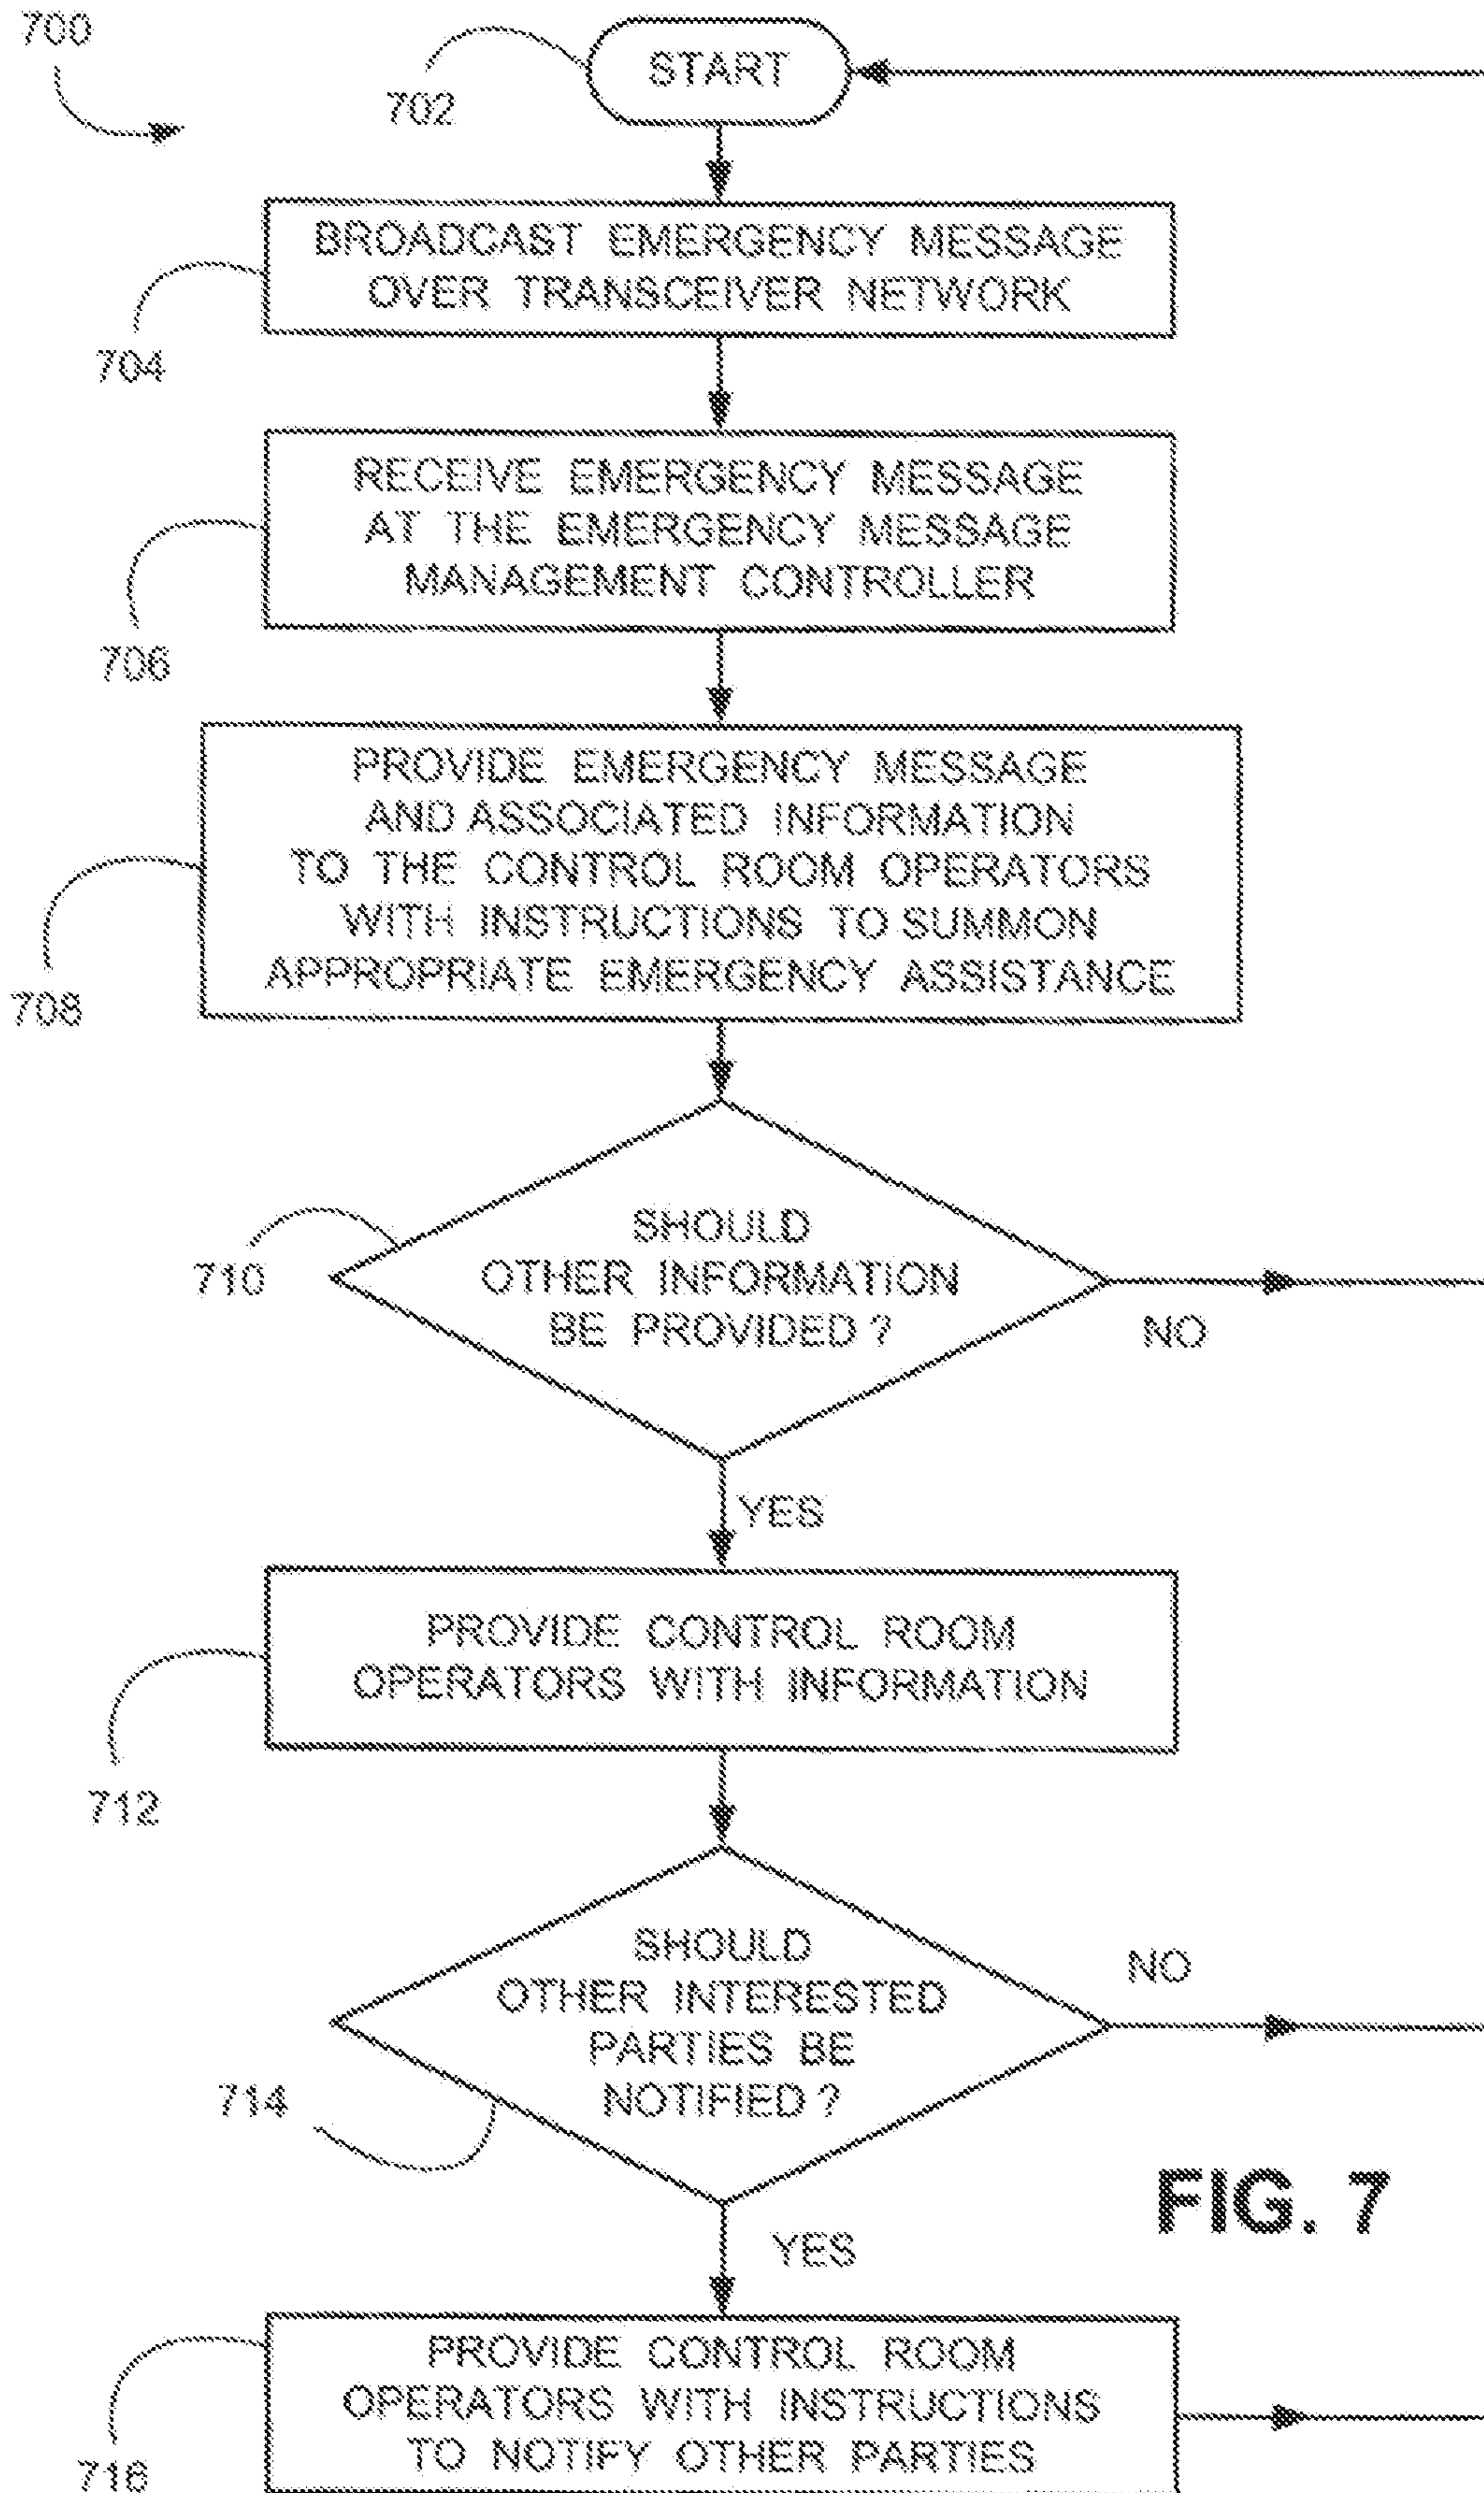 700
702
START
BROADCAST EMERGENCY MESSAGE
OVER TRANSCEIVER NETWORK
704
RECEIVE EMERGENCY MESSAGE
AT THE EMERGENCY MESSAGE
MANAGEMENT CONTROLLER
706
PROVIDE EMERGENCY MESSAGE
AND ASSOCIATED INFORMATION
TO THE CONTROL ROOM OPERATORS
WITH INSTRUCTIONS TO SUMMON
APPROPRIATE EMERGENCY ASSISTANCE
708
SHOULD
OTHER INFORMATION
BE PROVIDED ?
710
NO
YES
PROVIDE CONTROL ROOM
OPERATORS WITH INFORMATION
712
SHOULD
OTHER INTERESTED
PARTIES BE
NOTIFIED ?
NO
714
FIG. 7
YES
PROVIDE CONTROL ROOM
OPERATORS WITH INSTRUCTIONS
TO NOTIFY OTHER PARTIES
716